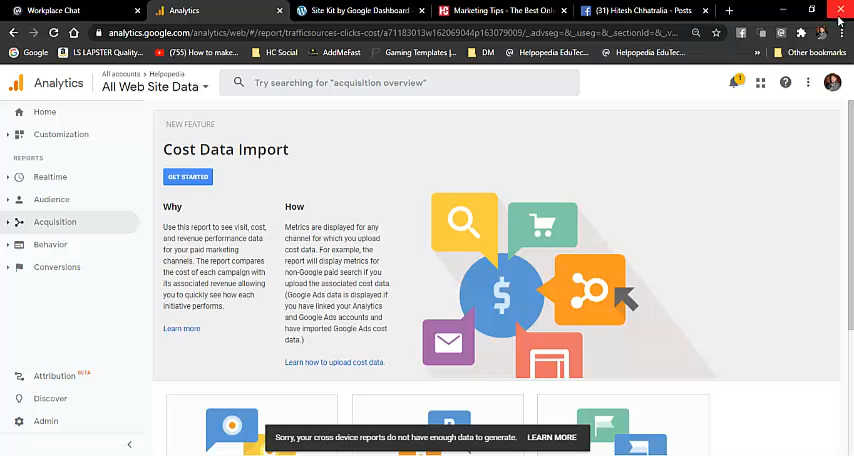 Workplace Chat
Analytics
Site Kit by Google Dashboard
Marketing Tips - The Best Onlin
(31) Hitesh Chhatralia - Posts
analytics.google.com/analytics/web/#/report/trafficsources-clicks-cost/a71183013w162069044p163079009/_advseg=&_useg=&_sectionId=&_v...
Google
LS LAPSTER Quality...
(755) How to make...
HC Social
AddMeFast
Gaming Templates |...
DM
Helpopedia EduTec...
Helpopedia EduTec...
Other bookmarks
Analytics
All accounts > Helpopedia
All Web Site Data
Try searching for "acquisition overview"
1
Home
Customization
REPORTS
Realtime
Audience
Acquisition
Behavior
Conversions
Attribution BETA
Discover
Admin
NEW FEATURE
Cost Data Import
GET STARTED
Why
Use this report to see visit, cost,
and revenue performance data
for your paid marketing
channels. The report compares
the cost of each campaign with
its associated revenue allowing
you to quickly see how each
initiative performs.
Learn more
How
Metrics are displayed for any
channel for which you upload
cost data. For example, the
report will display metrics for
non-Google paid search if you
upload the associated cost data.
(Google Ads data is displayed if
you have linked your Analytics
and Google Ads accounts and
have imported Google Ads cost
data.)
Learn how to upload cost data.
$
Sorry, your cross device reports do not have enough data to generate. LEARN MORE